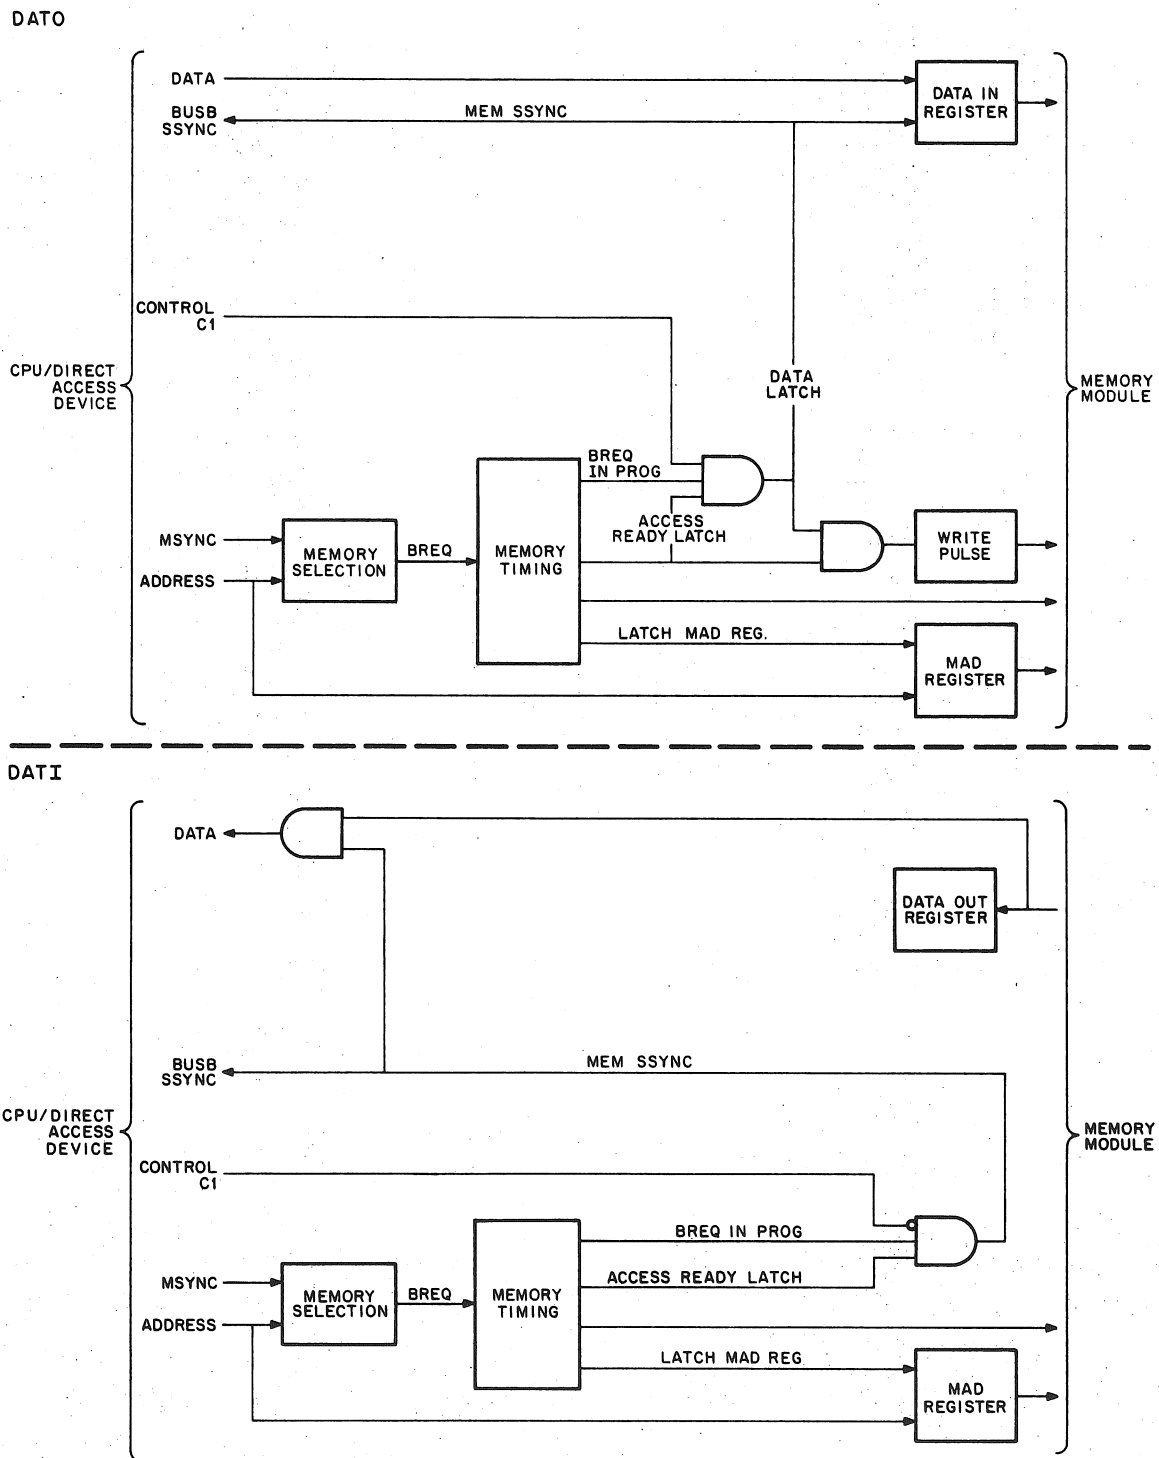 DATO
DATA
BUSB
SSYNC
MEM SSYNC
DATA IN
REGISTER
CONTROL
C1
CPU/DIRECT
ACCESS
DEVICE
DATA
LATCH
MEMORY
MODULE
BREQ
IN PROG
ACCESS
READY LATCH
MSYNC
ADDRESS
MEMORY
SELECTION
BREQ
MEMORY
TIMING
WRITE
PULSE
LATCH MAD REG.
MAD
REGISTER
DATI
DATA
DATA OUT
REGISTER
BUSB
SSYNC
MEM SSYNC
CPU/DIRECT
ACCESS
DEVICE
MEMORY
MODULE
CONTROL
C1
BREQ IN PROG
ACCESS READY LATCH
MSYNC
ADDRESS
MEMORY
SELECTION
BREQ
MEMORY
TIMING
LATCH MAD REG
MAD
REGISTER